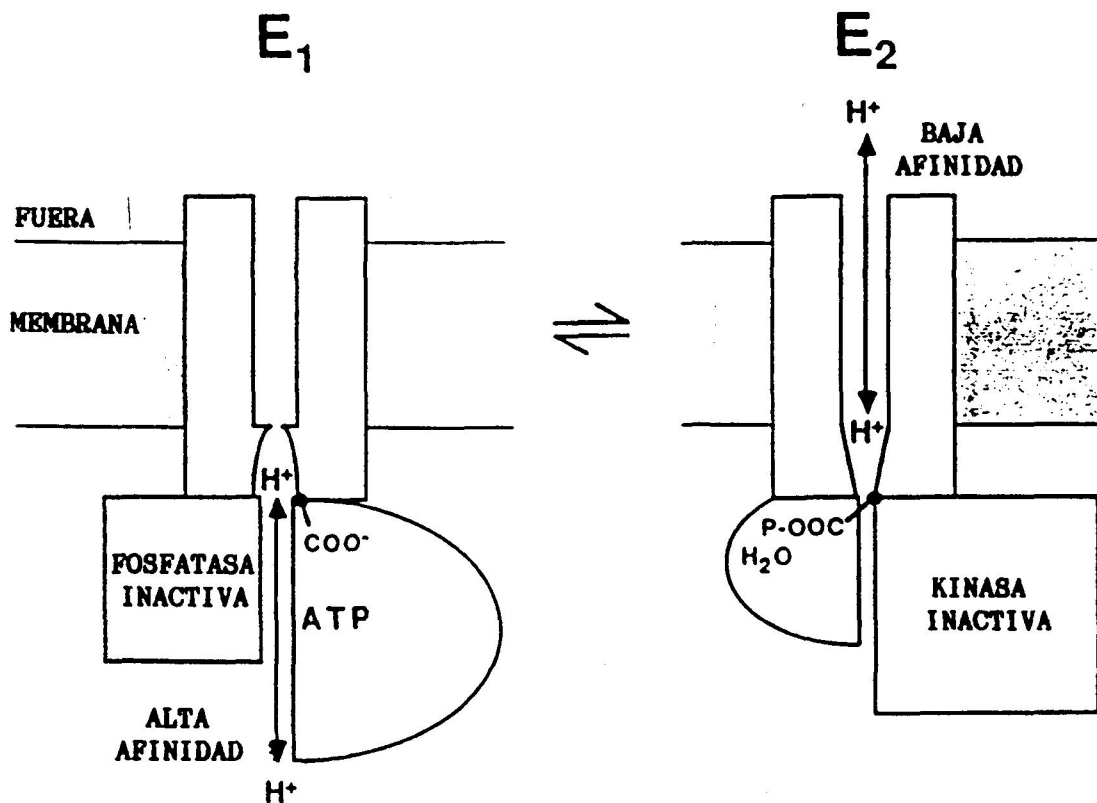 E₁
FUERA
MEMBRANA
H⁺
COO⁻
FOSFATASA
INACTIVA
ATP
ALTA
AFINIDAD
H⁺
E₂
H⁺
BAJA
AFINIDAD
H⁺
P-OOC
H₂O
KINASA
INACTIVA